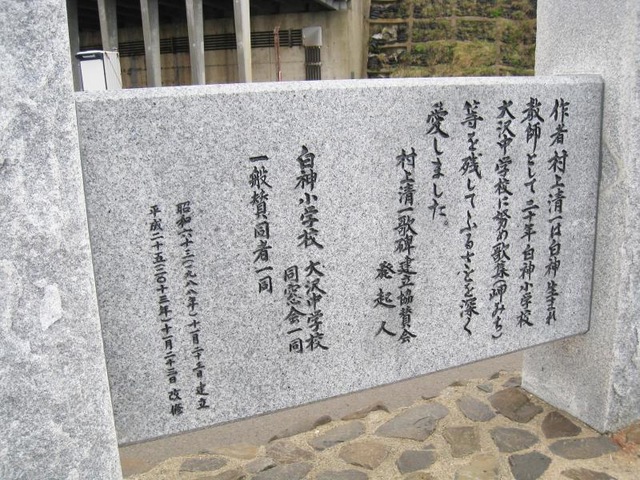 作者村上清一は白神生まれ
教師として二十年白神小学校
大沢中学校に努め歌集(岬みち)
等を残してふるさとを深く
愛しました。
村上清一歌碑建立協賛会
発起人
白神小学校 大沢中学校
同窓会一同
一般賛同者一同
昭和六十三(一九八八年)十一月二十三日建立
平成二十五(二〇十三年)十一月二十三日改修